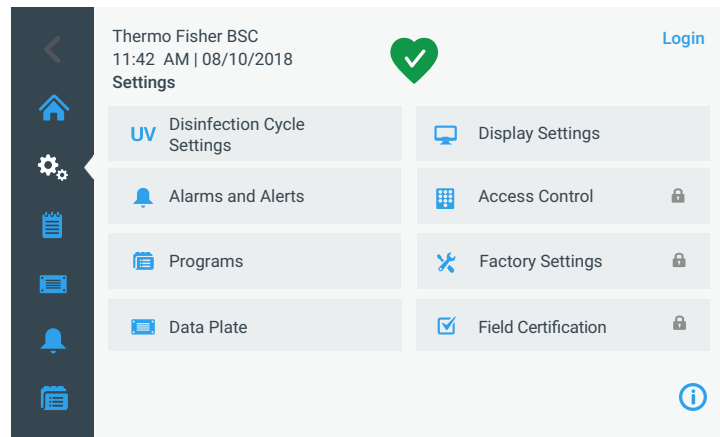 Thermo Fisher BSC
11:42 AM | 08/10/2018
Settings
Login
UV
Disinfection Cycle
Settings
Display Settings
Alarms and Alerts
Access Control
Programs
Factory Settings
Data Plate
Field Certification